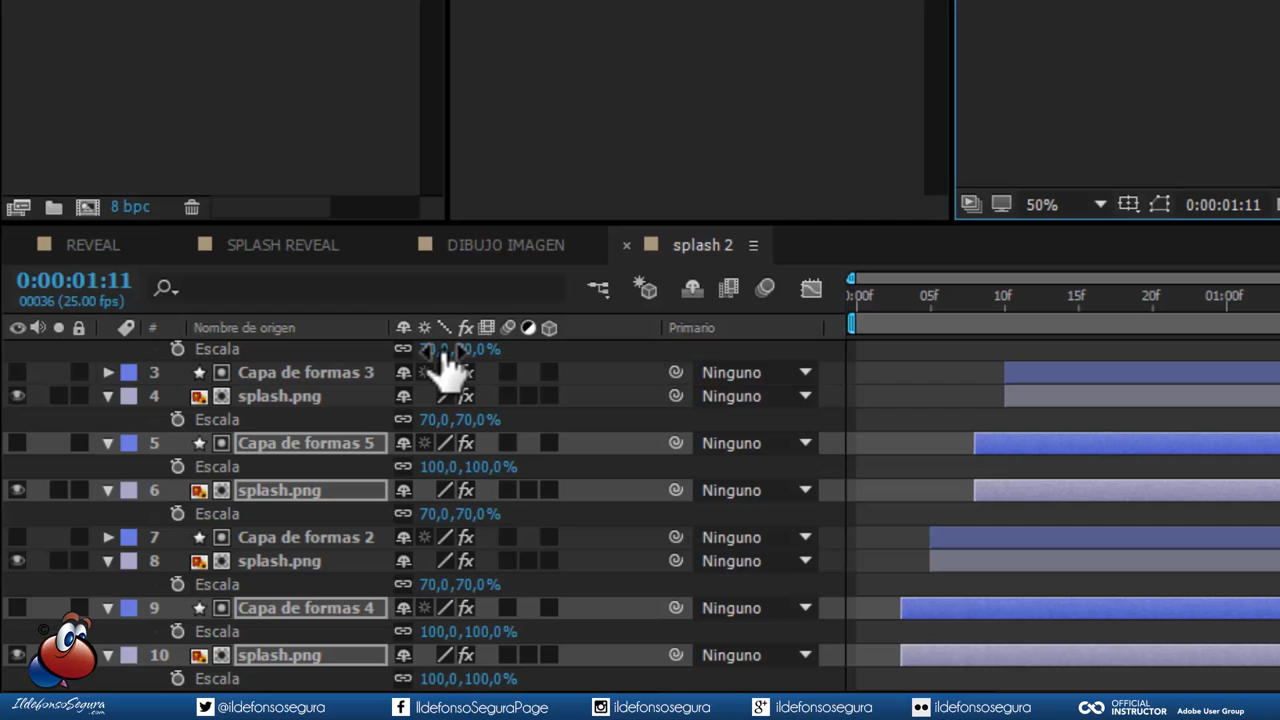 8 bpc
50%
0:00:01:11
REVEAL
SPLASH REVEAL
DIBUJO IMAGEN
splash 2
0:00:01:11
00036 (25.00 fps)
:00f 05f 10f 15f 20f 01:00f
# Nombre de origen
Primario
Escala
3 Capa de formas 3 Ninguno
4 splash.png Ninguno
Escala 70,0,70,0%
5 Capa de formas 5 Ninguno
Escala 100,0,100,0%
6 splash.png Ninguno
Escala 70,0,70,0%
7 Capa de formas 2 Ninguno
8 splash.png Ninguno
Escala 70,0,70,0%
9 Capa de formas 4 Ninguno
Escala 100,0,100,0%
10 splash.png Ninguno
Escala 100,0,100,0%
IldefonsoSegura.com
@ildefonsosegura
IldefonsoSeguraPage
ildefonsosegura
ildefonsosegura
ildefonsosegura
OFFICIAL
INSTRUCTOR
Adobe User Group